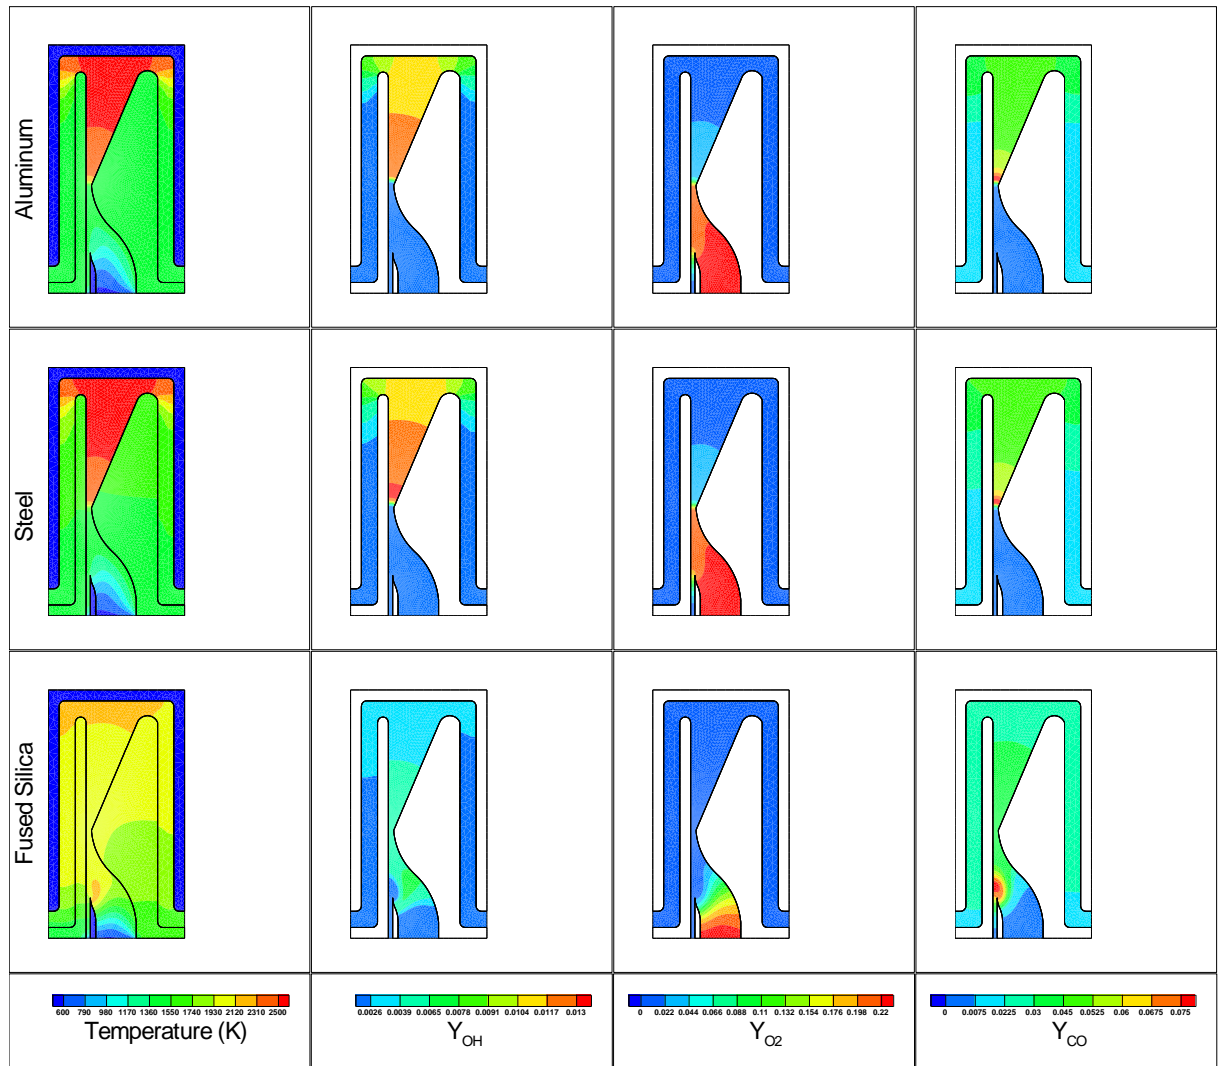 Aluminum
Steel
Fused Silica
600 790 980 1170 1360 1550 1740 1930 2120 2310 2500
Temperature (K)
0.0026 0.0039 0.0065 0.0078 0.0091 0.0104 0.0117 0.013
Y_OH
0 0.022 0.044 0.066 0.088 0.11 0.132 0.154 0.176 0.198 0.22
Y_O2
0 0.0075 0.0225 0.03 0.045 0.0525 0.06 0.0675 0.075
Y_CO